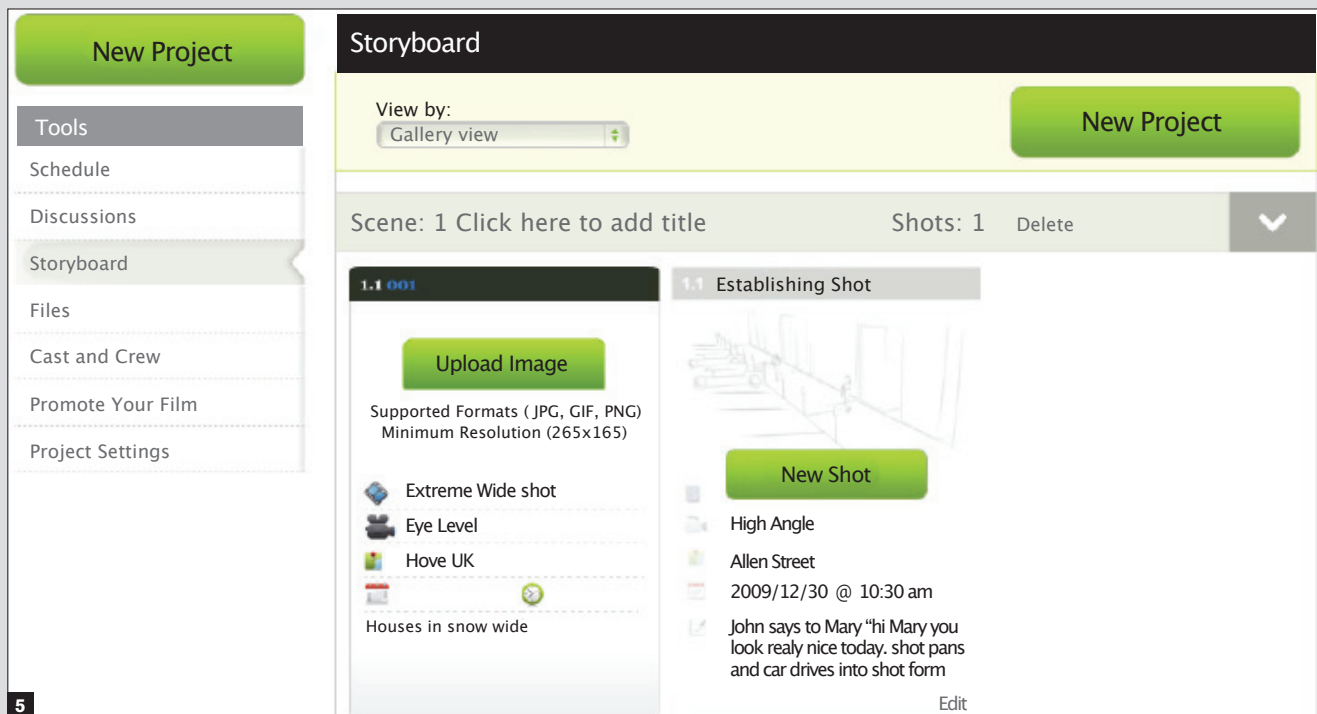 New Project
Tools
Schedule
Discussions
Storyboard
Files
Cast and Crew
Promote Your Film
Project Settings
Storyboard
View by:
Gallery view
New Project
Scene: 1 Click here to add title Shots: 1 Delete
1.1 001
Upload Image
Supported Formats ( JPG, GIF, PNG)
Minimum Resolution (265x165)
Extreme Wide shot
Eye Level
Hove UK
Houses in snow wide
1.1 Establishing Shot
New Shot
High Angle
Allen Street
2009/12/30 @ 10:30 am
John says to Mary “hi Mary you
look realy nice today. shot pans
and car drives into shot form
Edit
5